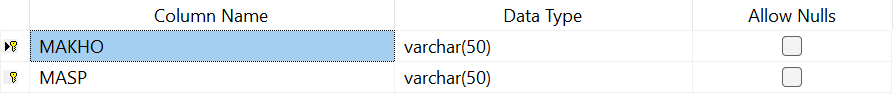 Column Name Data Type Allow Nulls
MAKHO varchar(50)
MASP varchar(50)